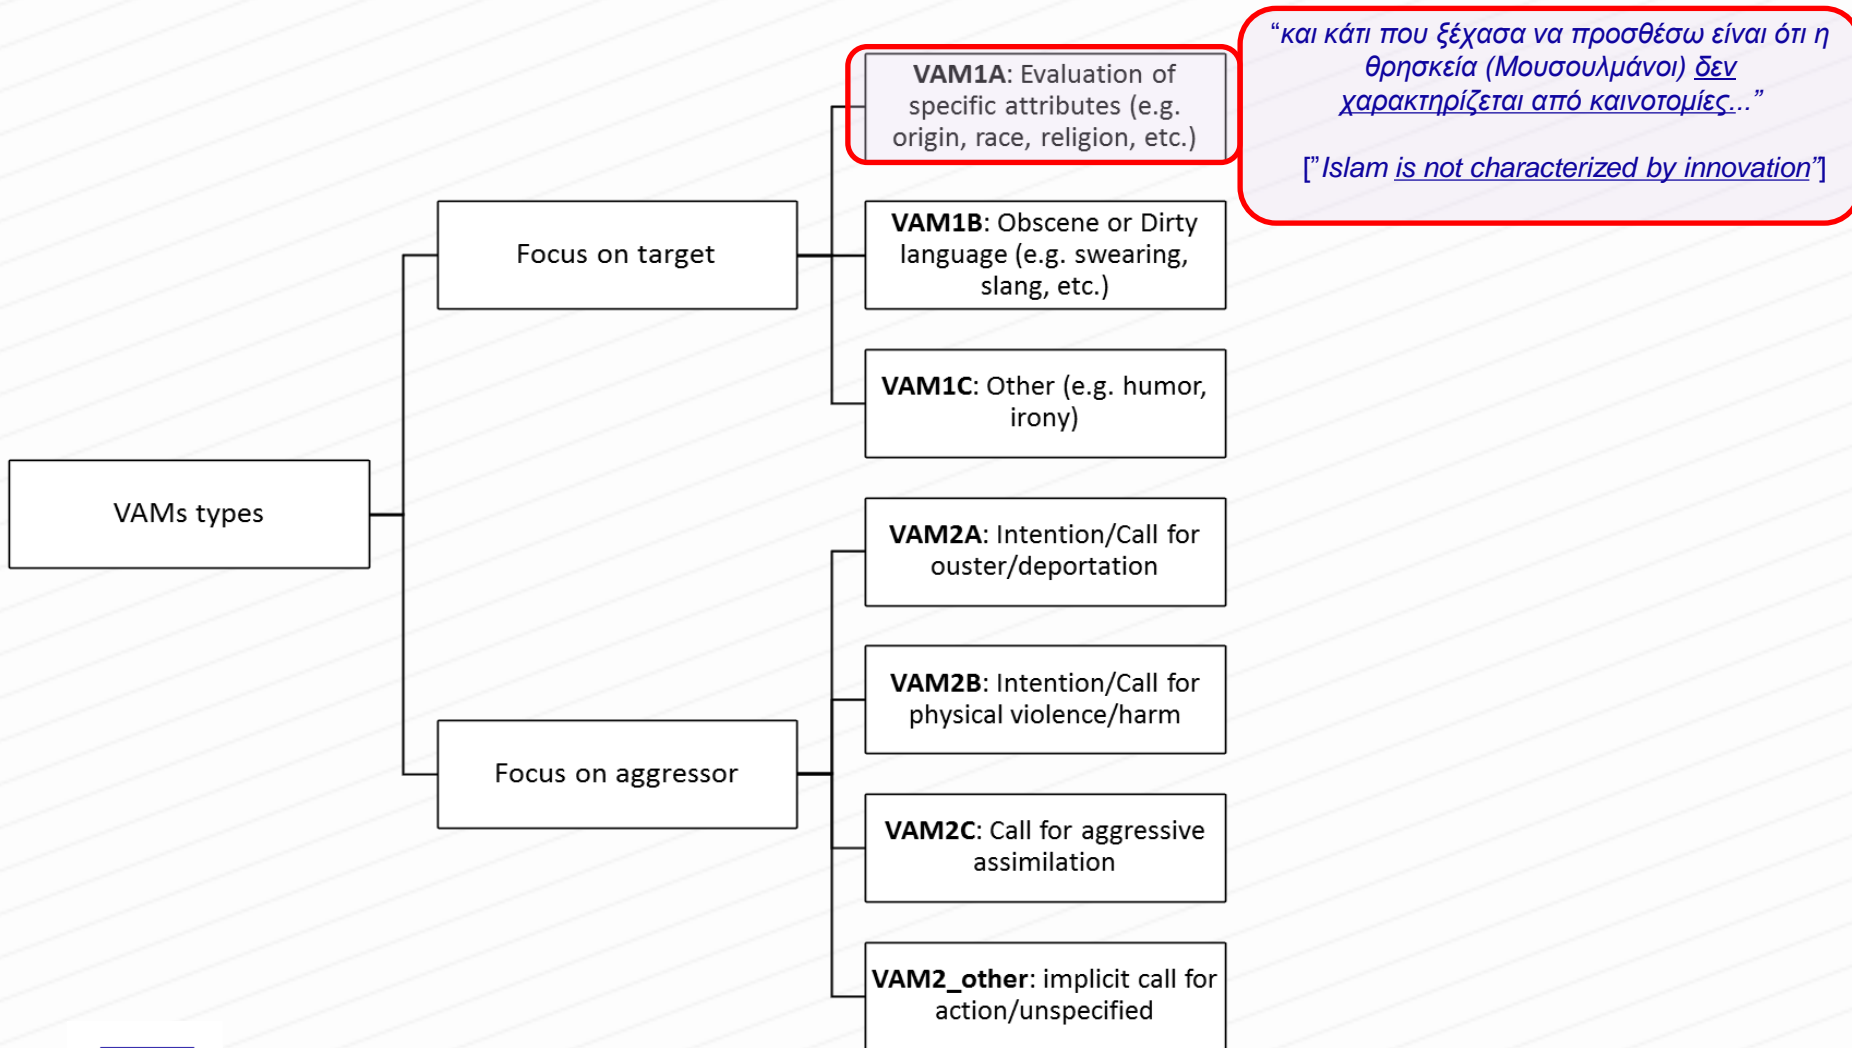 VAM1A: Evaluation of
specific attributes (e.g.
origin, race, religion, etc.)
“και κάτι που ξέχασα να προσθέσω είναι ότι η
θρησκεία (Μουσουλμάνοι) δεν
χαρακτηρίζεται από καινοτομίες...”
["Islam is not characterized by innovation"]
Focus on target
VAM1B: Obscene or Dirty
language (e.g. swearing,
slang, etc.)
VAM1C: Other (e.g. humor,
irony)
VAMs types
VAM2A: Intention/Call for
ouster/deportation
VAM2B: Intention/Call for
physical violence/harm
Focus on aggressor
VAM2C: Call for aggressive
assimilation
VAM2_other: implicit call for
action/unspecified